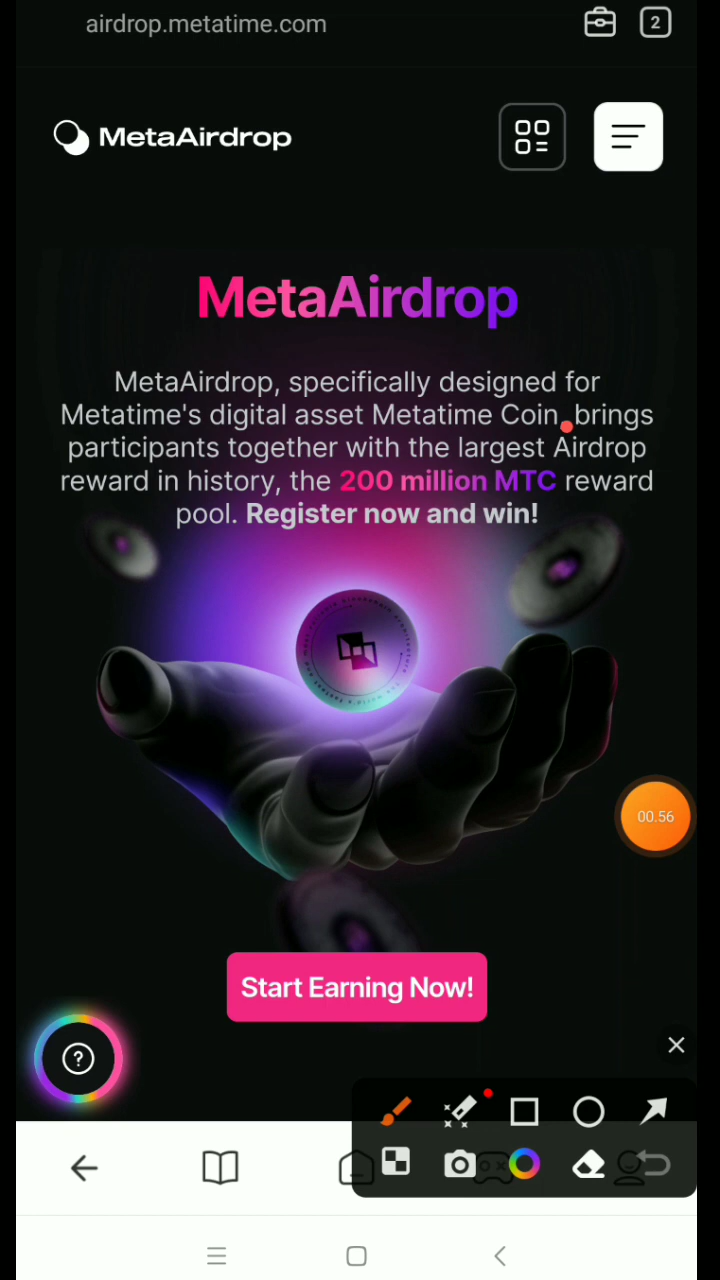 airdrop.metatime.com
2
MetaAirdrop
MetaAirdrop
MetaAirdrop, specifically designed for
Metatime's digital asset Metatime Coin, brings
participants together with the largest Airdrop
reward in history, the 200 million MTC reward
pool. Register now and win!
00.56
Start Earning Now!
?